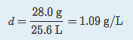 d = 28.0 g / 25.6 L = 1.09 g/L